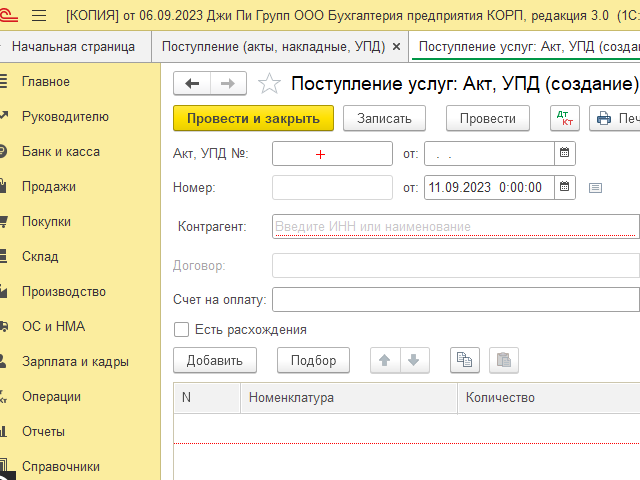 [КОПИЯ] от 06.09.2023 Джи Пи Групп ООО Бухгалтерия предприятия КОРП, редакция 3.0 (1С:
Начальная страница
Поступление (акты, накладные, УПД) ×
Поступление услуг: Акт, УПД (созда
Главное
Руководителю
Банк и касса
Продажи
Покупки
Склад
Производство
ОС и НМА
Зарплата и кадры
Операции
Отчеты
Справочники
Поступление услуг: Акт, УПД (создание)
Провести и закрыть
Записать
Провести
Дт
Кт
Печ
Акт, УПД №:
от:
. .
Номер:
от:
11.09.2023 0:00:00
Контрагент:
Введите ИНН или наименование
Договор:
Счет на оплату:
Есть расхождения
Добавить
Подбор
N
Номенклатура
Количество